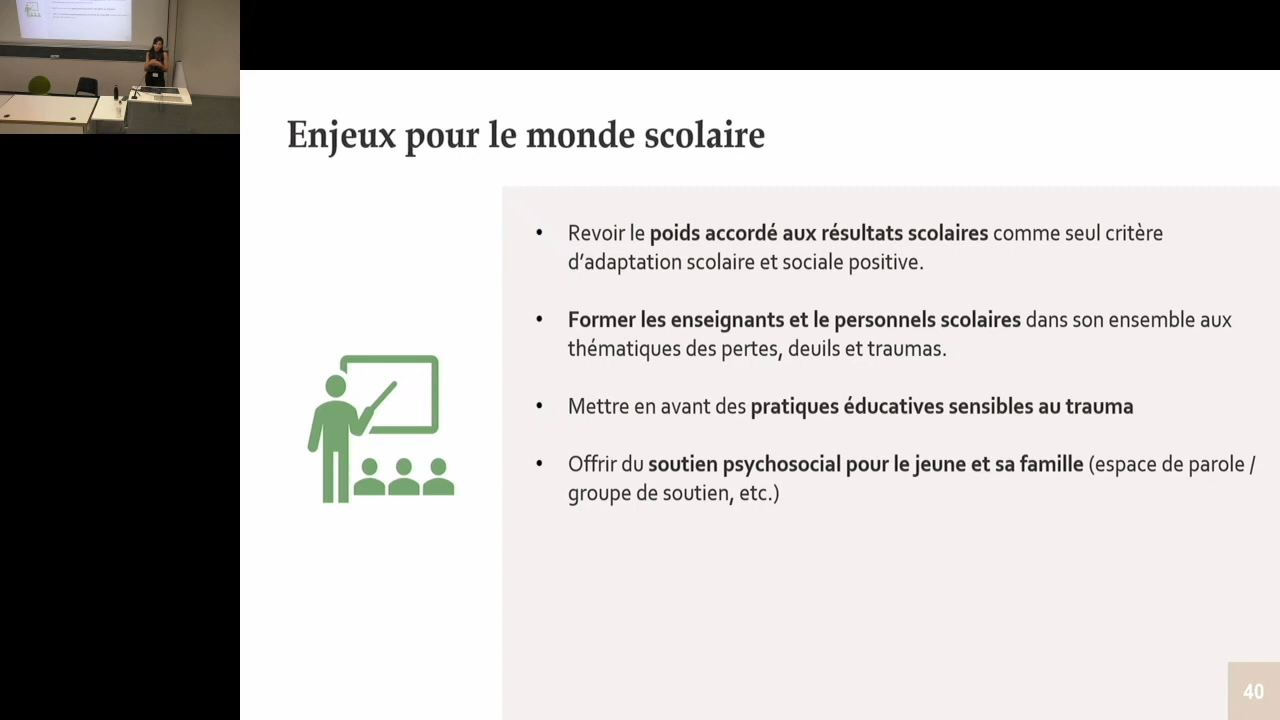 Enjeux pour le monde scolaire
• Revoir le poids accordé aux résultats scolaires comme seul critère
d’adaptation scolaire et sociale positive.
• Former les enseignants et le personnels scolaires dans son ensemble aux
thématiques des pertes, deuils et traumas.
• Mettre en avant des pratiques éducatives sensibles au trauma
• Offrir du soutien psychosocial pour le jeune et sa famille (espace de parole /
groupe de soutien, etc.)
40